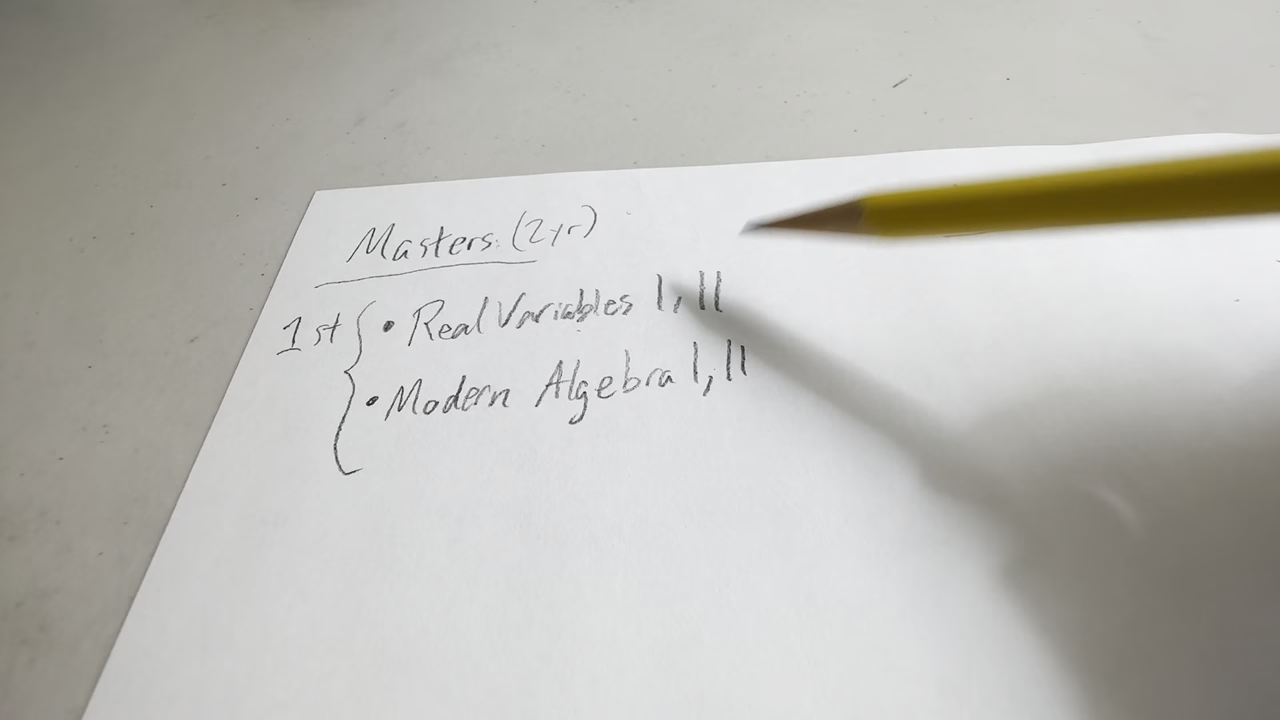 Masters: (2yr)
1st { • Real Variables I, II
• Modern Algebra I, II